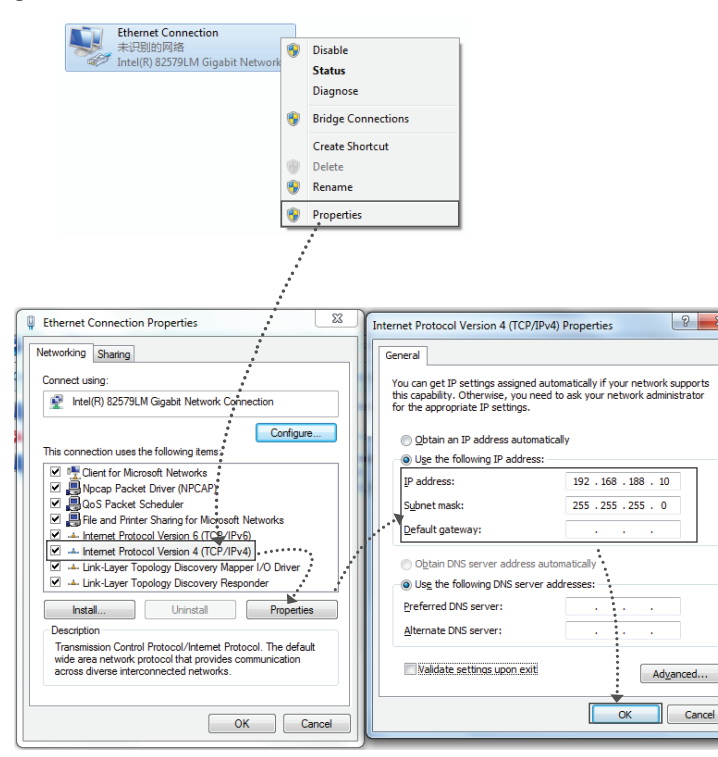 Ethernet Connection
未识别的网络
Intel(R) 82579LM Gigabit Network
Disable
Status
Diagnose
Bridge Connections
Create Shortcut
Delete
Rename
Properties
Ethernet Connection Properties
Networking Sharing
Connect using:
Intel(R) 82579LM Gigabit Network Connection
Configure...
This connection uses the following items:
Client for Microsoft Networks
Npcap Packet Driver (NPCAP)
QoS Packet Scheduler
File and Printer Sharing for Microsoft Networks
Internet Protocol Version 6 (TCP/IPv6)
Internet Protocol Version 4 (TCP/IPv4)
Link-Layer Topology Discovery Mapper I/O Driver
Link-Layer Topology Discovery Responder
Install... Uninstall Properties
Description
Transmission Control Protocol/Internet Protocol. The default
wide area network protocol that provides communication
across diverse interconnected networks.
OK Cancel
Internet Protocol Version 4 (TCP/IPv4) Properties
General
You can get IP settings assigned automatically if your network supports
this capability. Otherwise, you need to ask your network administrator
for the appropriate IP settings.
Obtain an IP address automatically
Use the following IP address:
IP address: 192 . 168 . 188 . 10
Subnet mask: 255 . 255 . 255 . 0
Default gateway: . . .
Obtain DNS server address automatically
Use the following DNS server addresses:
Preferred DNS server: . . .
Alternate DNS server: . . .
Validate settings upon exit
Advanced...
OK Cancel